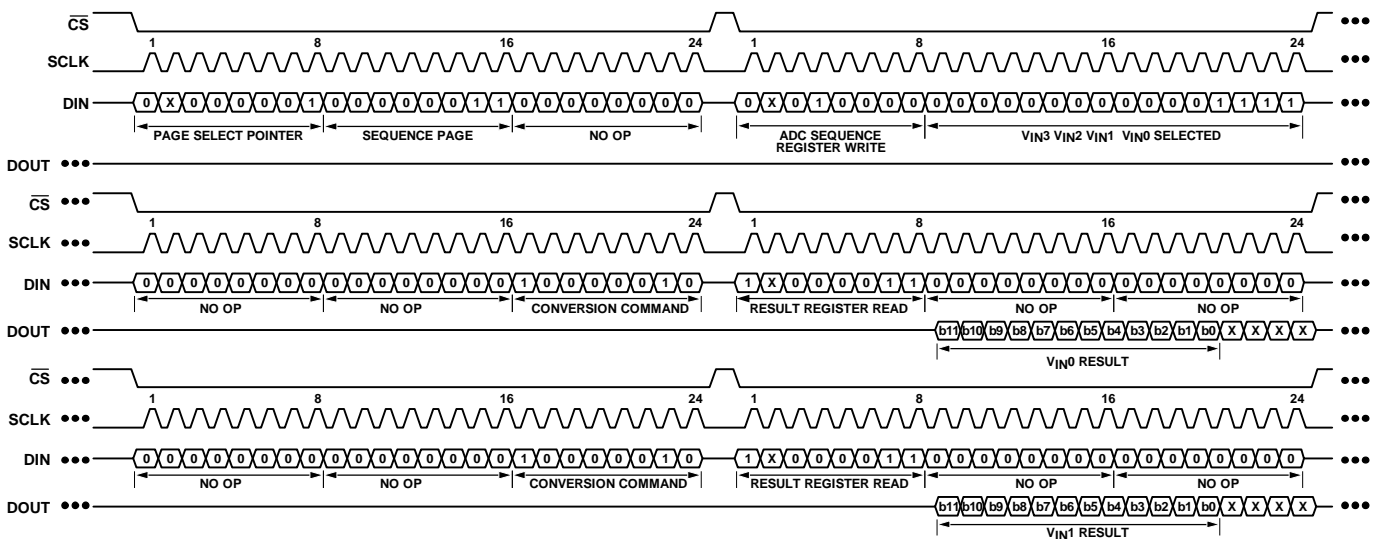 CS
1 8 16 24 1 8 16 24 •••
SCLK •••
DIN 0 X 0 0 0 0 0 1 0 0 0 0 0 0 1 1 0 0 0 0 0 0 0 0 0 X 0 1 0 0 0 0 0 0 0 0 0 0 0 0 0 0 0 0 1 1 1 1 •••
PAGE SELECT POINTER SEQUENCE PAGE NO OP ADC SEQUENCE REGISTER WRITE VIN3 VIN2 VIN1 VIN0 SELECTED
DOUT ••• •••
CS ••• •••
1 8 16 24 1 8 16 24
SCLK ••• •••
DIN ••• 0 0 0 0 0 0 0 0 0 0 0 0 0 0 0 0 1 0 0 0 0 0 1 0 1 X 0 0 0 0 1 1 0 0 0 0 0 0 0 0 0 0 0 0 0 0 0 0 •••
NO OP NO OP CONVERSION COMMAND RESULT REGISTER READ NO OP NO OP
DOUT ••• b11 b10 b9 b8 b7 b6 b5 b4 b3 b2 b1 b0 X X X X •••
VIN0 RESULT
CS ••• •••
1 8 16 24 1 8 16 24
SCLK ••• •••
DIN ••• 0 0 0 0 0 0 0 0 0 0 0 0 0 0 0 0 1 0 0 0 0 0 1 0 1 X 0 0 0 0 1 1 0 0 0 0 0 0 0 0 0 0 0 0 0 0 0 0 •••
NO OP NO OP CONVERSION COMMAND RESULT REGISTER READ NO OP NO OP
DOUT ••• b11 b10 b9 b8 b7 b6 b5 b4 b3 b2 b1 b0 X X X X •••
VIN1 RESULT